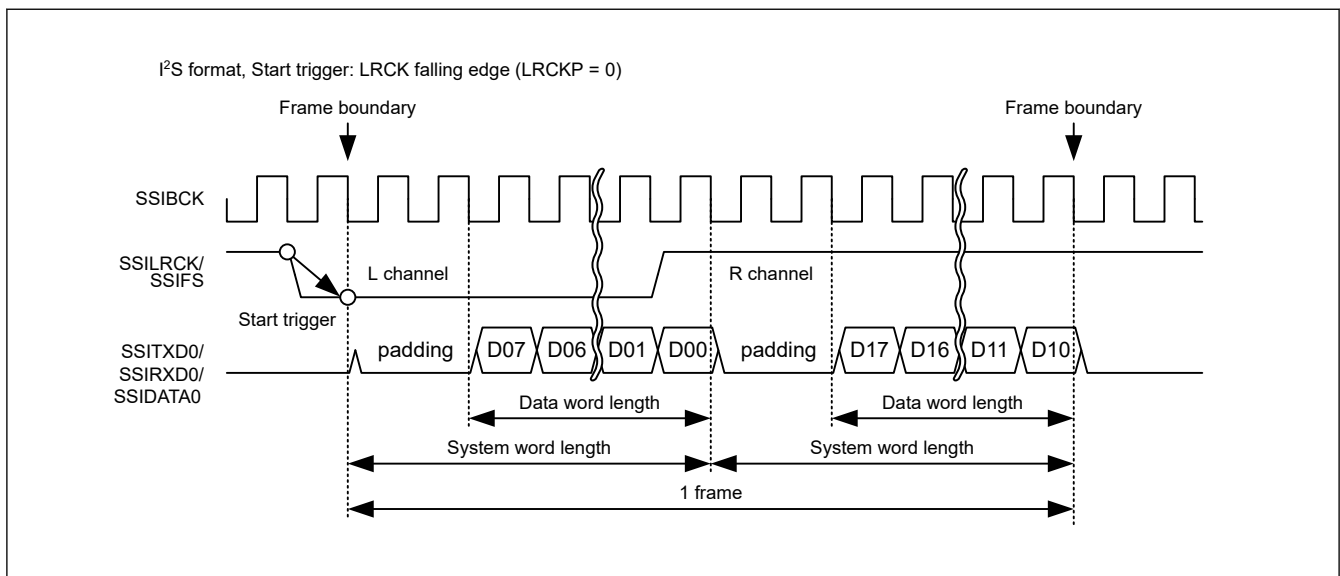 I²S format, Start trigger: LRCK falling edge (LRCKP = 0)
Frame boundary Frame boundary
SSIBCK
SSILRCK/
SSIFS
L channel R channel
Start trigger
SSITXD0/
SSIRXD0/
SSIDATA0
padding D07 D06 D01 D00 padding D17 D16 D11 D10
Data word length Data word length
System word length System word length
1 frame